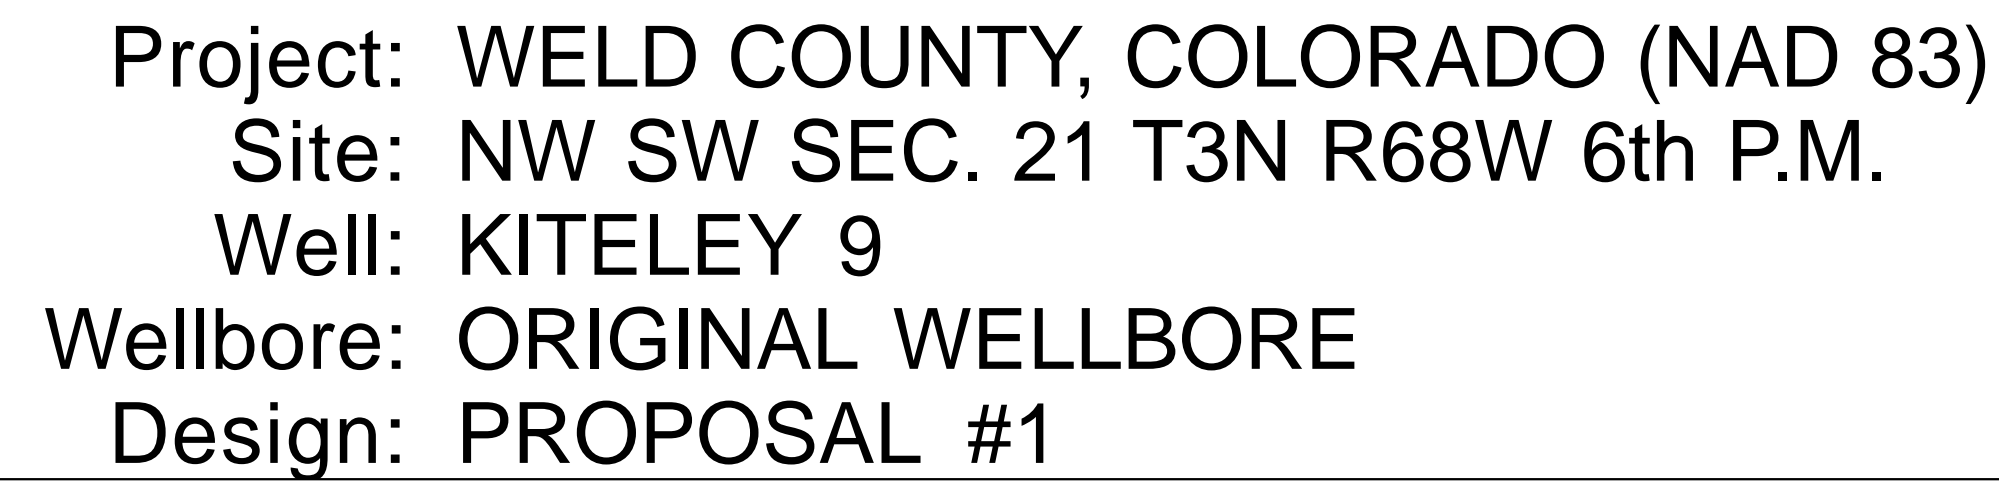 Project: WELD COUNTY, COLORADO (NAD 83)
Site: NW SW SEC. 21 T3N R68W 6th P.M.
Well: KITELEY 9
Wellbore: ORIGINAL WELLBORE
Design: PROPOSAL #1